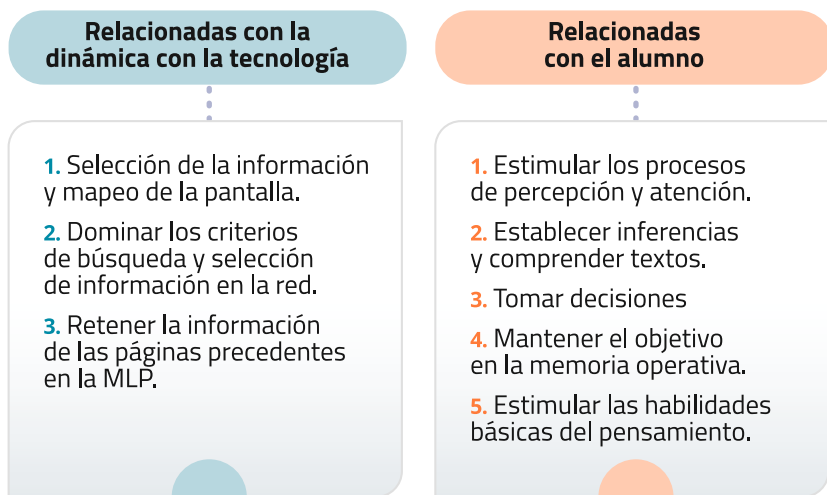 Relacionadas con la
dinámica con la tecnología
1. Selección de la información
y mapeo de la pantalla.
2. Dominar los criterios
de búsqueda y selección
de información en la red.
3. Retener la información
de las páginas precedentes
en la MLP.
Relacionadas
con el alumno
1. Estimular los procesos
de percepción y atención.
2. Establecer inferencias
y comprender textos.
3. Tomar decisiones
4. Mantener el objetivo
en la memoria operativa.
5. Estimular las habilidades
básicas del pensamiento.